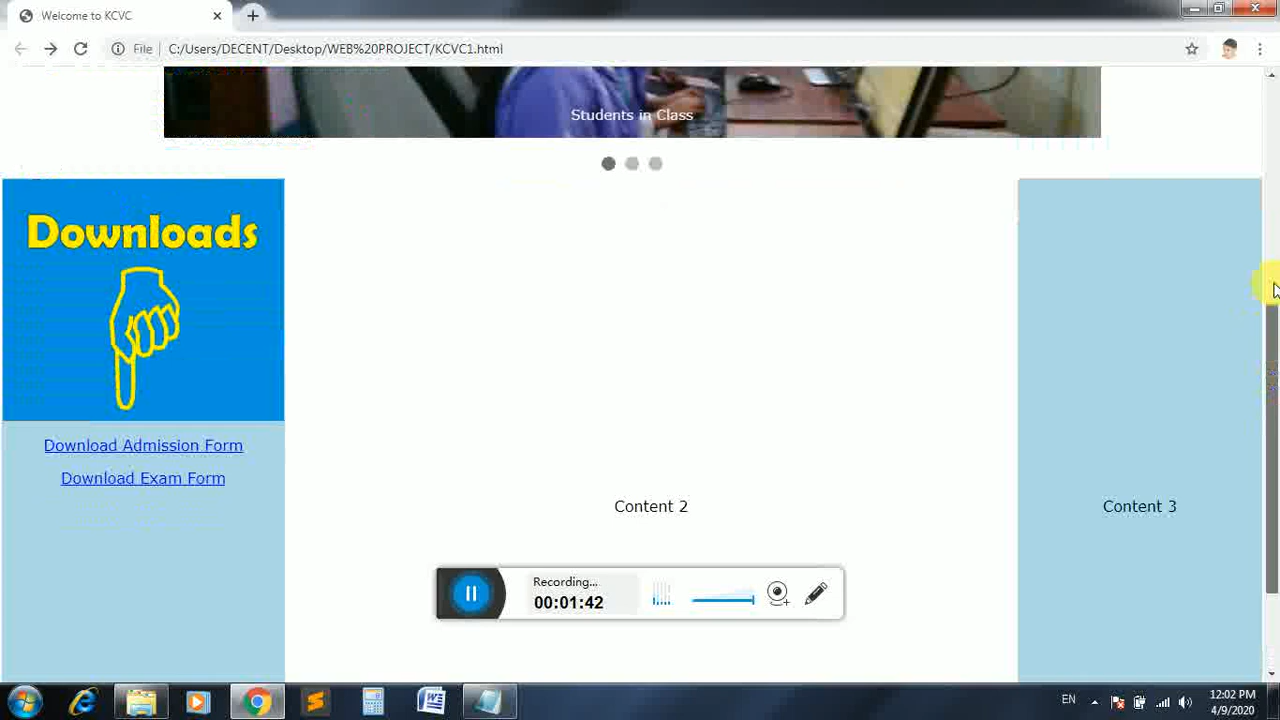 Welcome to KCVC
File
C:/Users/DECENT/Desktop/WEB%20PROJECT/KCVC1.html
Students in Class
Downloads
Download Admission Form
Download Exam Form
Content 2
Content 3
Recording...
00:01:42
EN
12:02 PM
4/9/2020